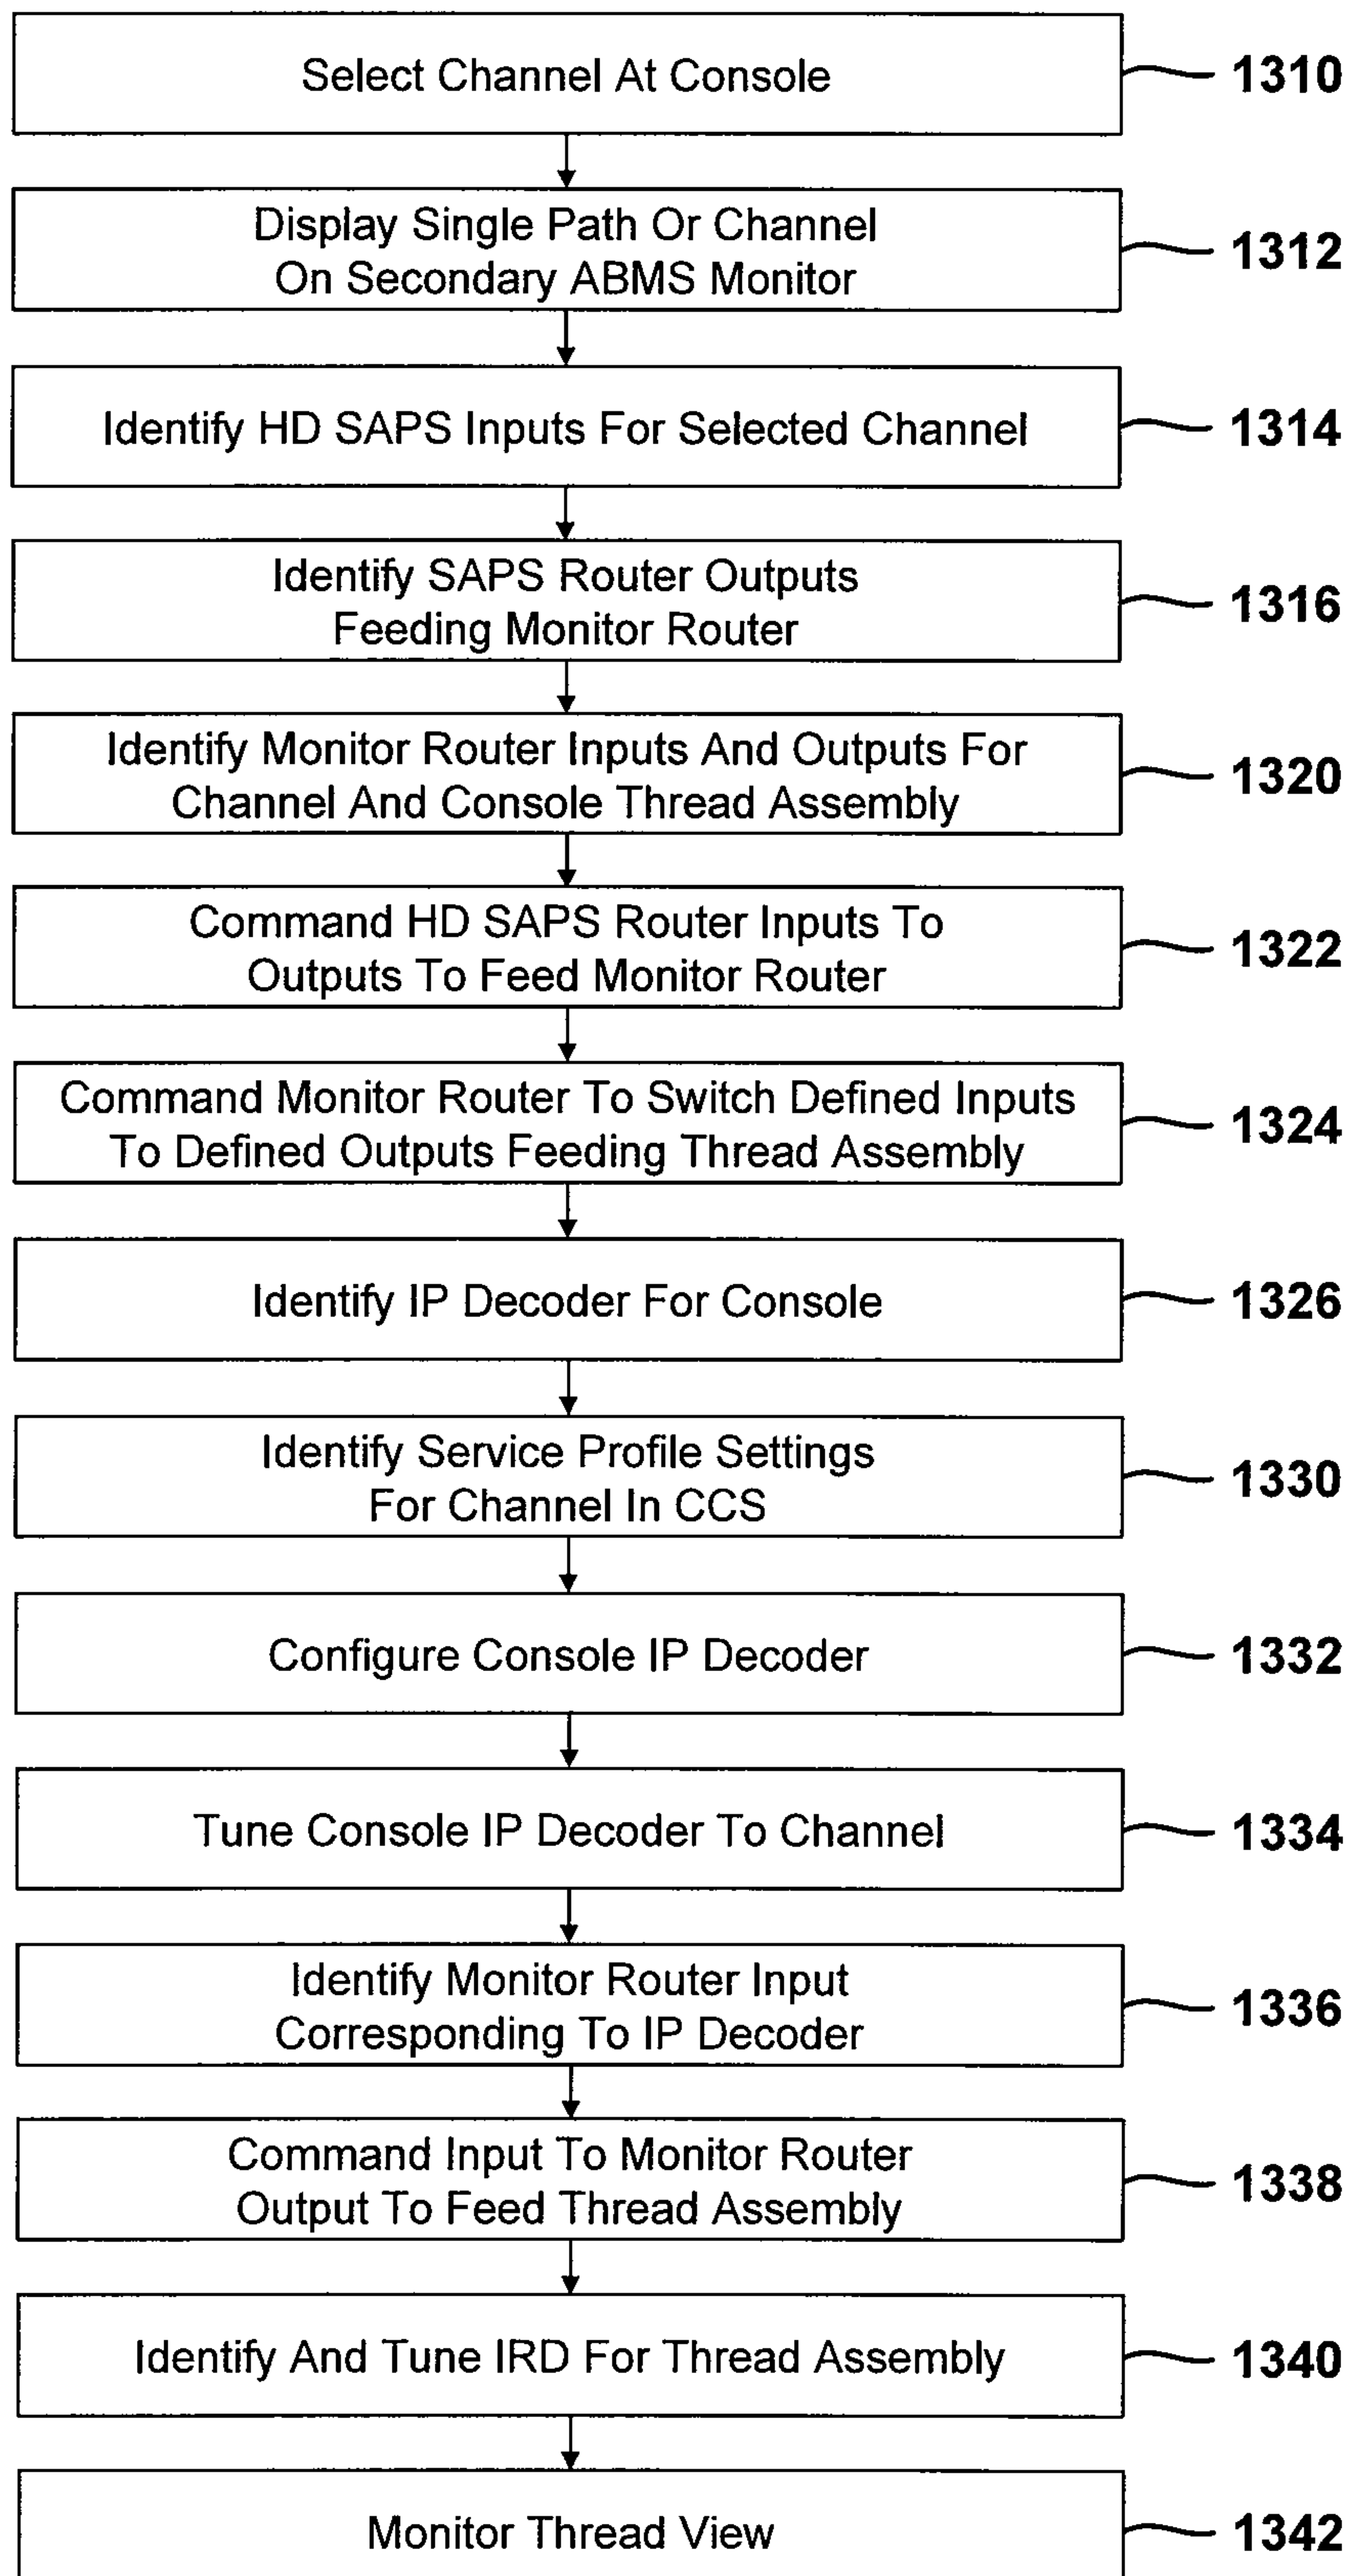 Select Channel At Console
1310
Display Single Path Or Channel
On Secondary ABMS Monitor
1312
Identify HD SAPS Inputs For Selected Channel
1314
Identify SAPS Router Outputs
Feeding Monitor Router
1316
Identify Monitor Router Inputs And Outputs For
Channel And Console Thread Assembly
1320
Command HD SAPS Router Inputs To
Outputs To Feed Monitor Router
1322
Command Monitor Router To Switch Defined Inputs
To Defined Outputs Feeding Thread Assembly
1324
Identify IP Decoder For Console
1326
Identify Service Profile Settings
For Channel In CCS
1330
Configure Console IP Decoder
1332
Tune Console IP Decoder To Channel
1334
Identify Monitor Router Input
Corresponding To IP Decoder
1336
Command Input To Monitor Router
Output To Feed Thread Assembly
1338
Identify And Tune IRD For Thread Assembly
1340
Monitor Thread View
1342